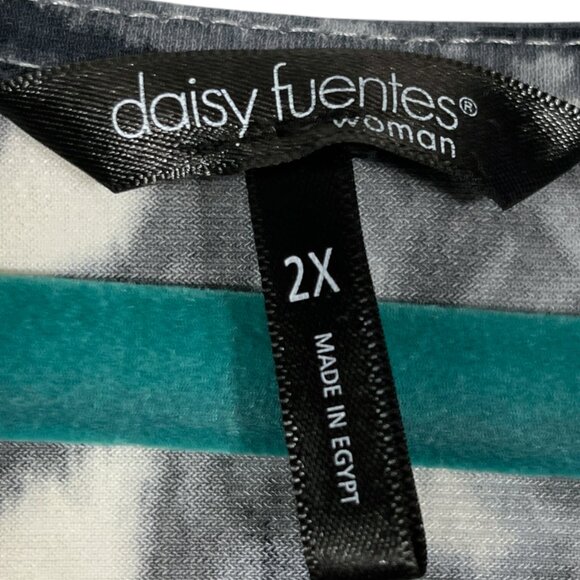 daisy fuentes®
woman
2X
MADE IN EGYPT